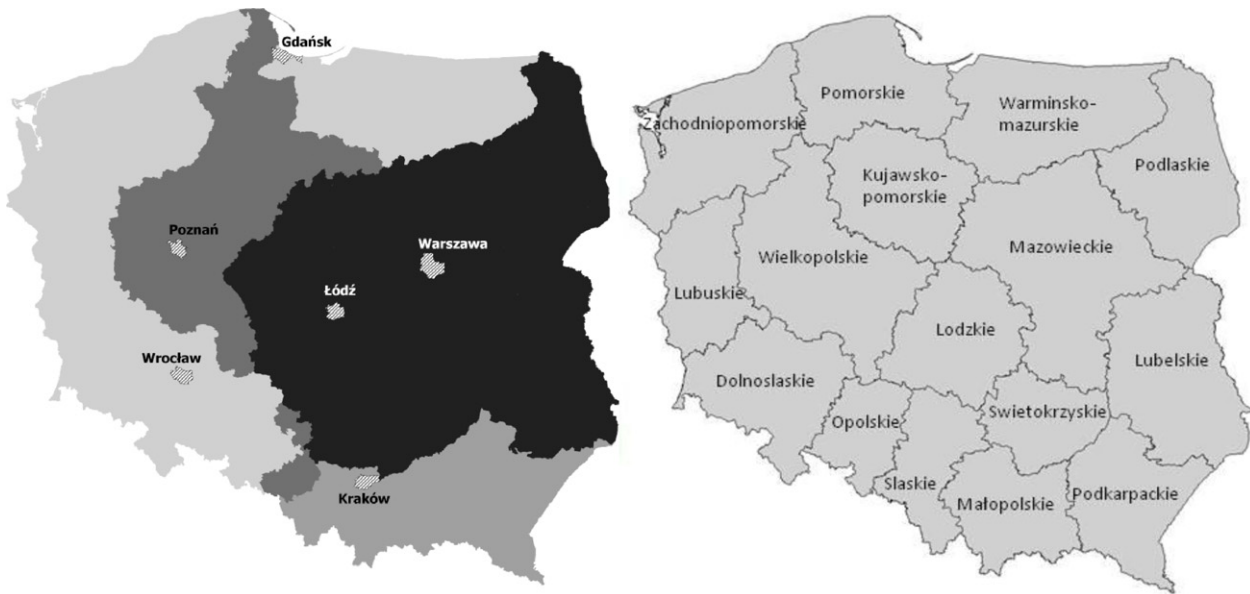 Gdańsk
Poznań
Warszawa
Łódź
Wrocław
Kraków
Pomorskie
Zachodniopomorskie
Warminsko-
mazurskie
Podlaskie
Kujawsko-
pomorskie
Mazowieckie
Wielkopolskie
Lubuskie
Lodzkie
Lubelskie
Dolnoslaskie
Opolskie
Swietokrzyskie
Slaskie
Małopolskie
Podkarpackie